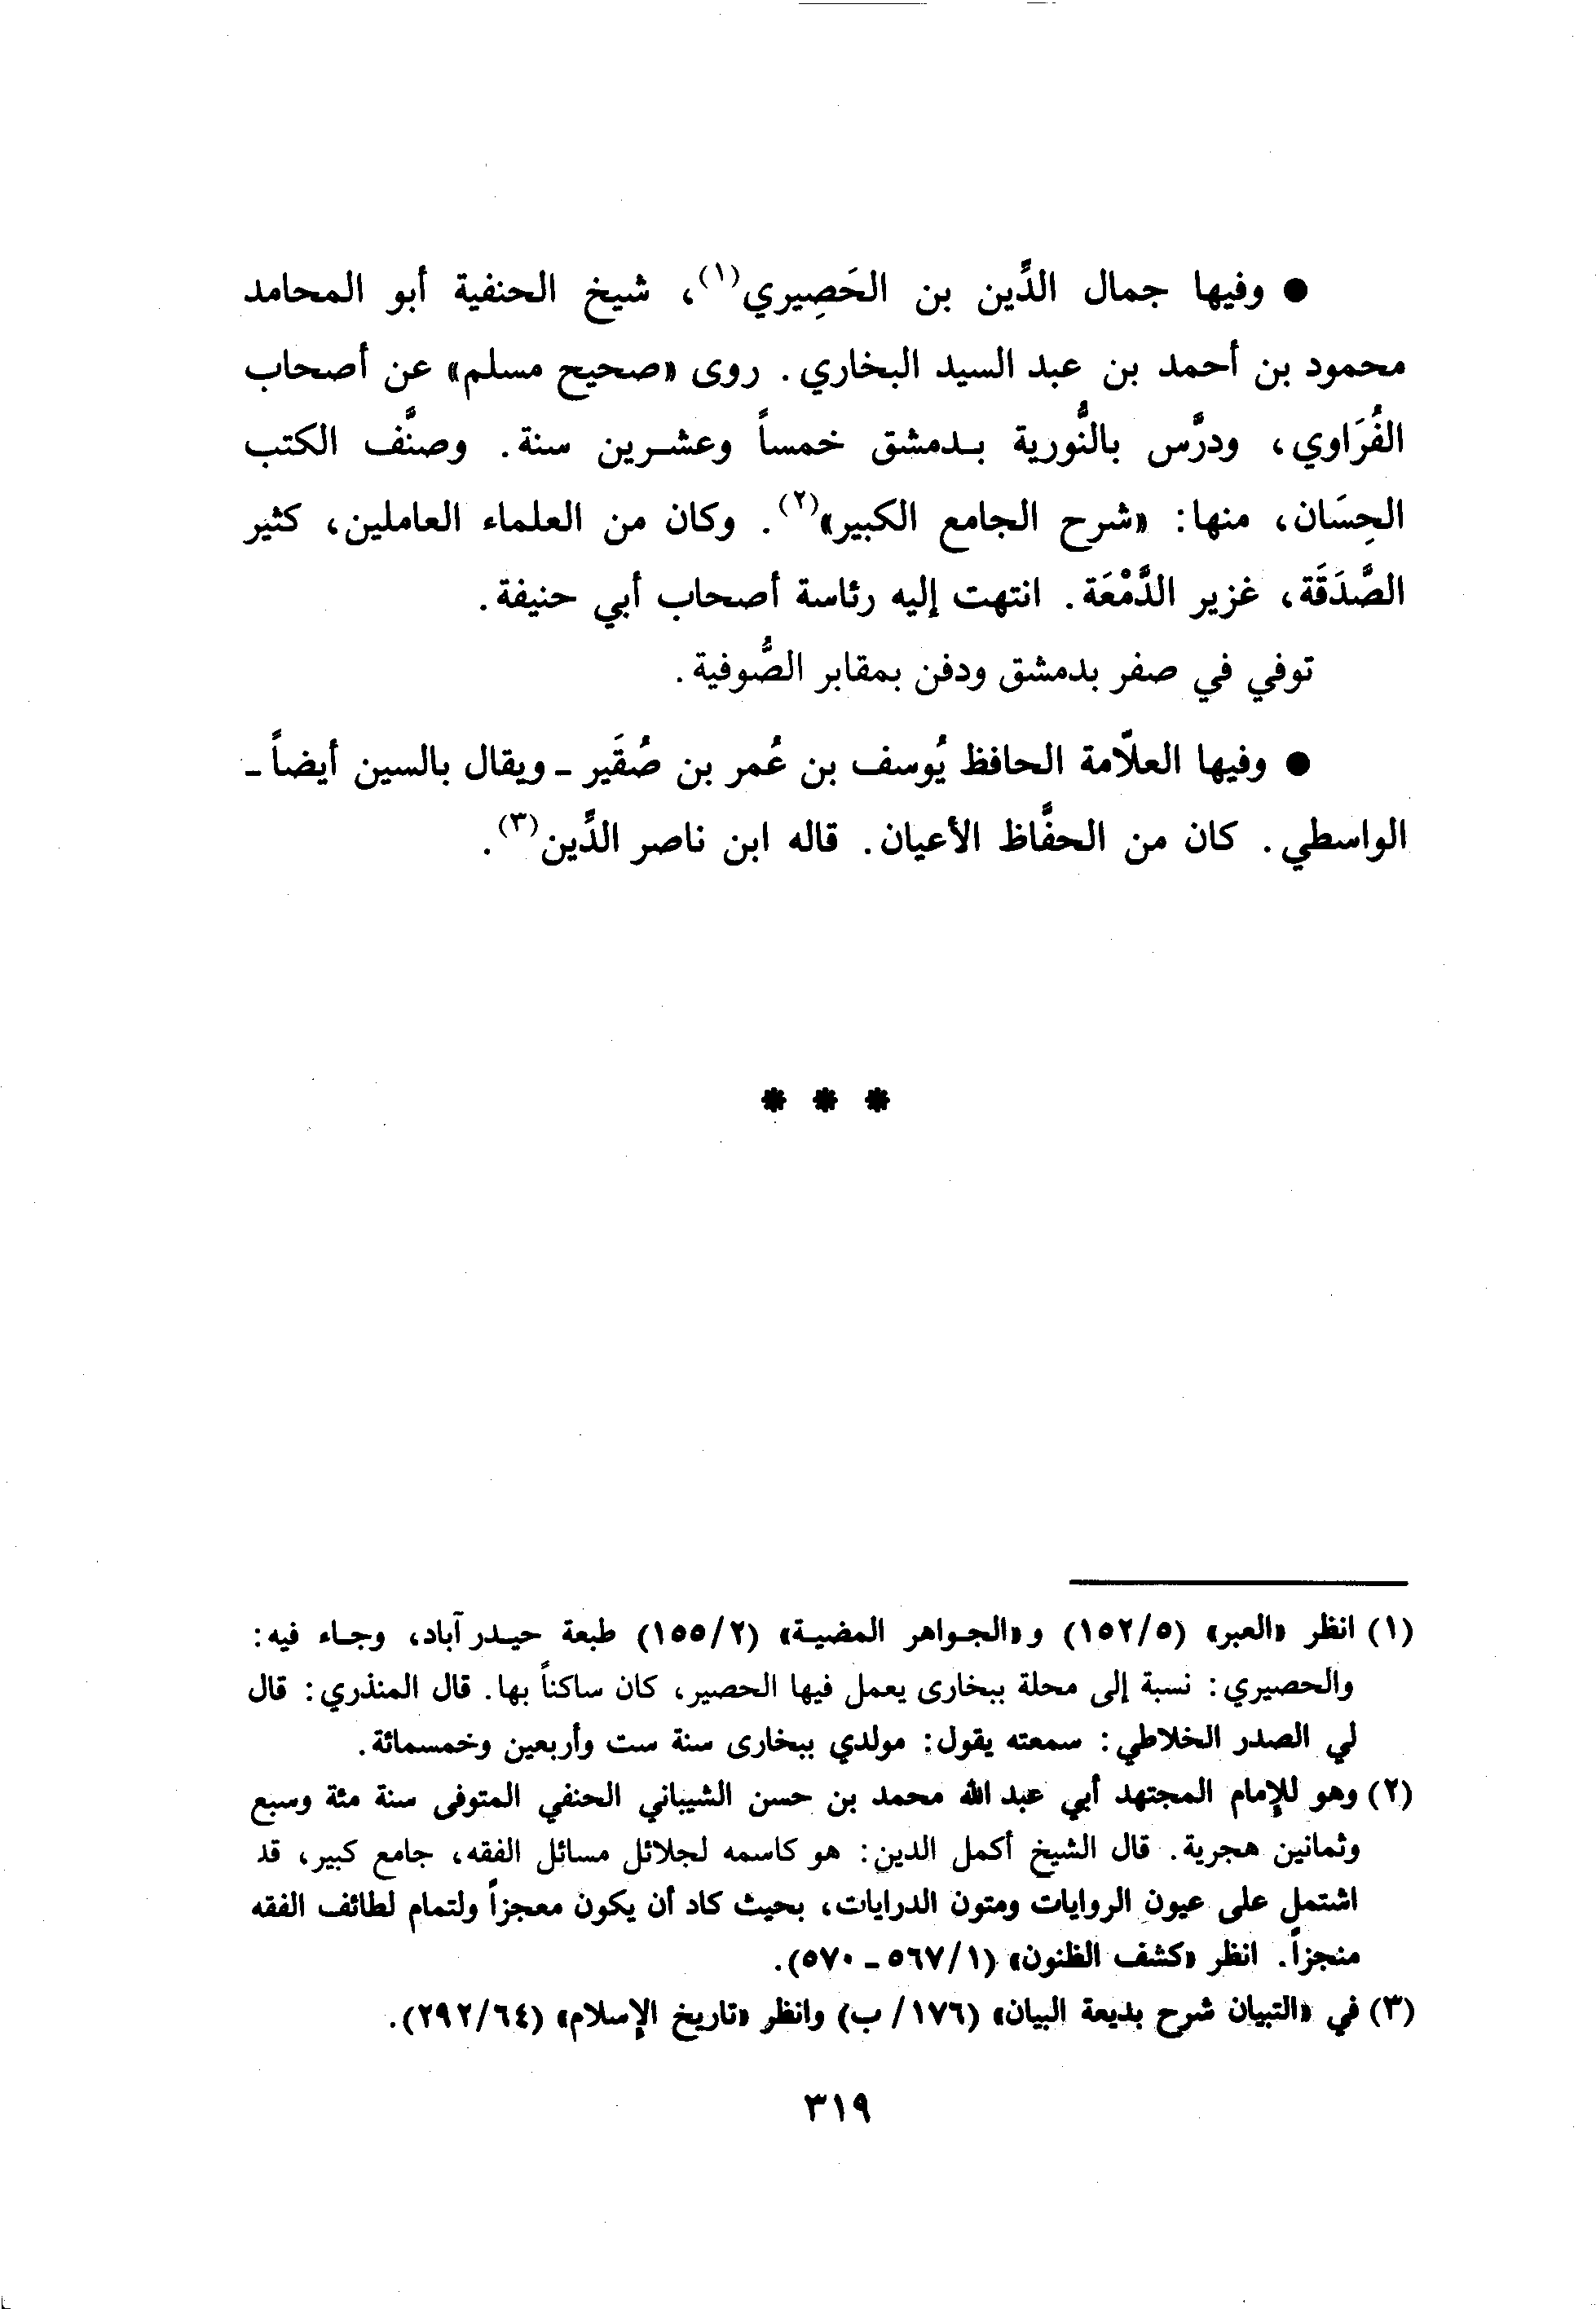 ● وفيها جمال الدِّين بن الحَصِيري(١)، شيخ الحنفية أبو المحامد
محمود بن أحمد بن عبد السيد البخاري. روى «صحيح مسلم» عن أصحاب
الفُرَاوي، ودرَّس بالنُّورية بـدمشق خمساً وعشـرين سنة. وصنَّف الكتب
الحِسَان، منها: «شرح الجامع الكبير»(٢). وكان من العلماء العاملين، كثير
الصَّدَقَة، غزير الدَّمْعَة. انتهت إليه رئاسة أصحاب أبي حنيفة.
توفي في صفر بدمشق ودفن بمقابر الصُّوفية.
● وفيها العلاّمة الحافظ يُوسف بن عُمر بن صُقَير - ويقال بالسين أيضاً -
الواسطي. كان من الحفَّاظ الأعيان. قاله ابن ناصر الدِّين(٣).
* * *
(١) انظر «العبر» (١٥٢/٥) و«الجـواهر المضيـة» (١٥٥/٢) طبعة حيـدرآباد، وجـاء فيه:
والحصيري: نسبة إلى محلة ببخارى يعمل فيها الحصير، كان ساكناً بها. قال المنذري: قال
لي الصدر الخلاطي: سمعته يقول: مولدي ببخارى سنة ست وأربعين وخمسمائة.
(٢) وهو للإمام المجتهد أبي عبد الله محمد بن حسن الشيباني الحنفي المتوفى سنة مئة وسبع
وثمانين هجرية. قال الشيخ أكمل الدين: هو كاسمه لجلائل مسائل الفقه، جامع كبير، قد
اشتمل على عيون الروايات ومتون الدرايات، بحيث كاد أن يكون معجزاً ولتمام لطائف الفقه
منجزاً. انظر «كشف الظنون» (٥٦٧/١ - ٥٧٠).
(٣) في «التبيان شرح بديعة البيان» (١٧٦/ ب) وانظر «تاريخ الإسلام» (٢٩٢/٦٤).
٣١٩